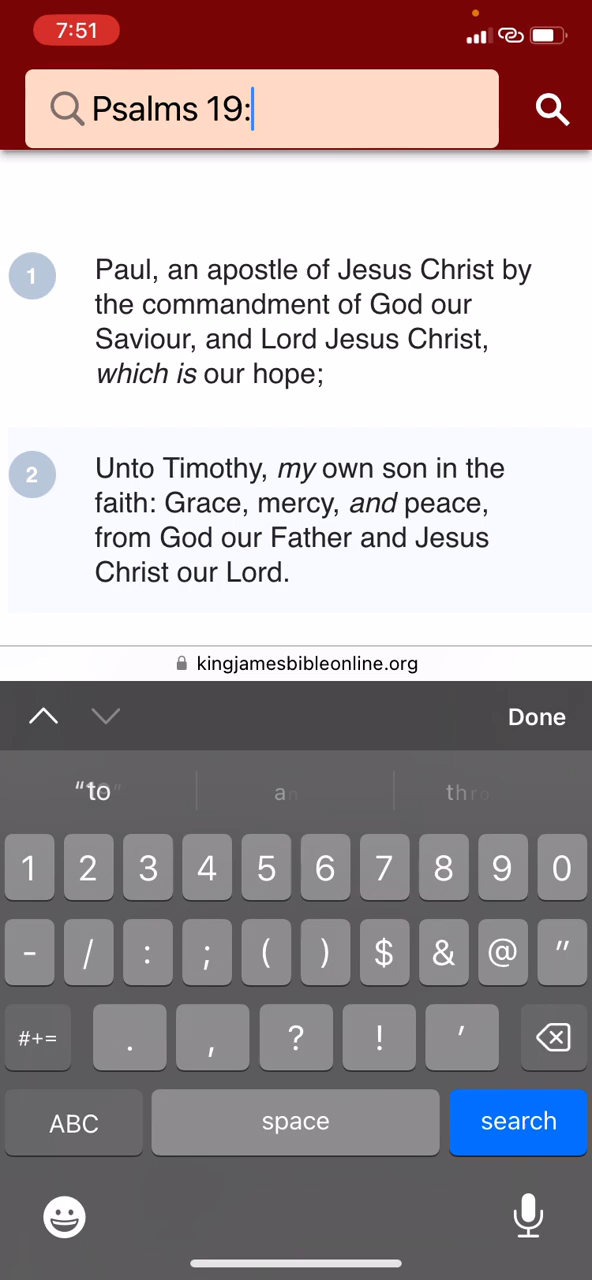 7:51
Psalms 19:
1
Paul, an apostle of Jesus Christ by
the commandment of God our
Saviour, and Lord Jesus Christ,
which is our hope;
2
Unto Timothy, my own son in the
faith: Grace, mercy, and peace,
from God our Father and Jesus
Christ our Lord.
kingjamesbibleonline.org
Done
“to an thro
1 2 3 4 5 6 7 8 9 0
- / : ; ( ) $ & @ "
#+= . , ? ! '
ABC space search